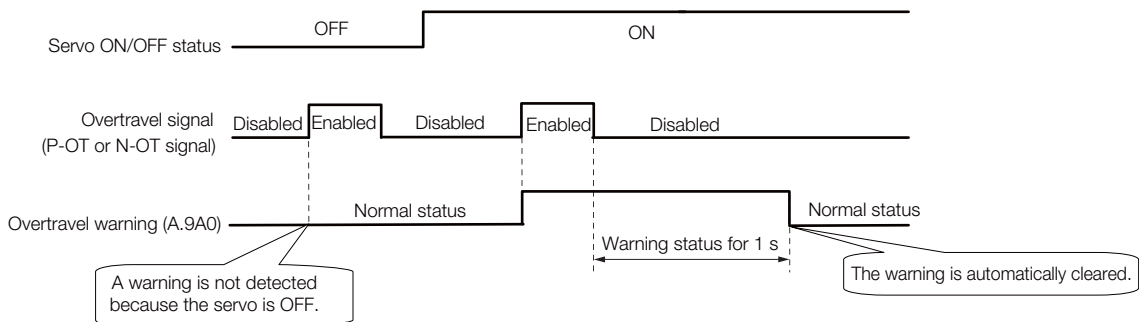 OFF
Servo ON/OFF status
ON
Overtravel signal
(P-OT or N-OT signal)
Disabled
Enabled
Disabled
Enabled
Disabled
Overtravel warning (A.9A0)
Normal status
Normal status
Warning status for 1 s
A warning is not detected
because the servo is OFF.
The warning is automatically cleared.